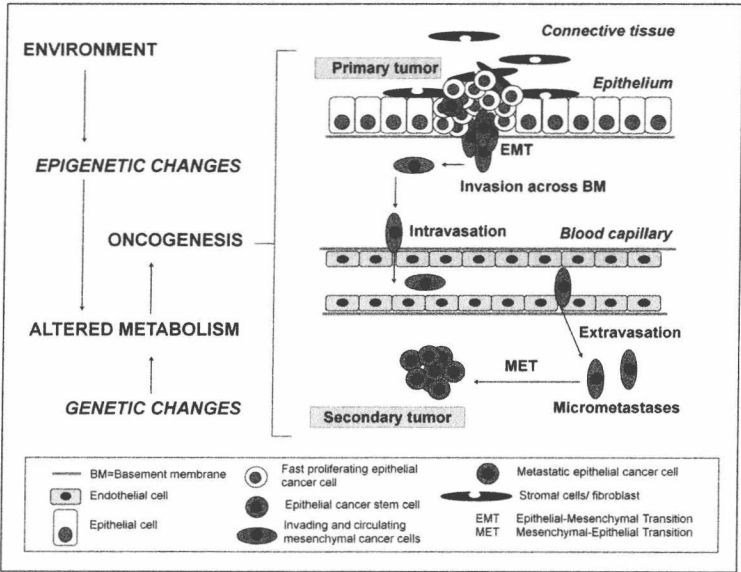 ENVIRONMENT
EPIGENETIC CHANGES
ONCOGENESIS
ALTERED METABOLISM
GENETIC CHANGES
Connective tissue
Primary tumor
Epithelium
EMT
Invasion across BM
Intravasation
Blood capillary
Extravasation
MET
Micrometastases
Secondary tumor
BM=Basement membrane
Endothelial cell
Epithelial cell
Fast proliferating epithelial
cancer cell
Epithelial cancer stem cell
Invading and circulating
mesenchymal cancer cells
Metastatic epithelial cancer cell
Stromal cells/ fibroblast
EMT Epithelial-Mesenchymal Transition
MET Mesenchymal-Epithelial Transition